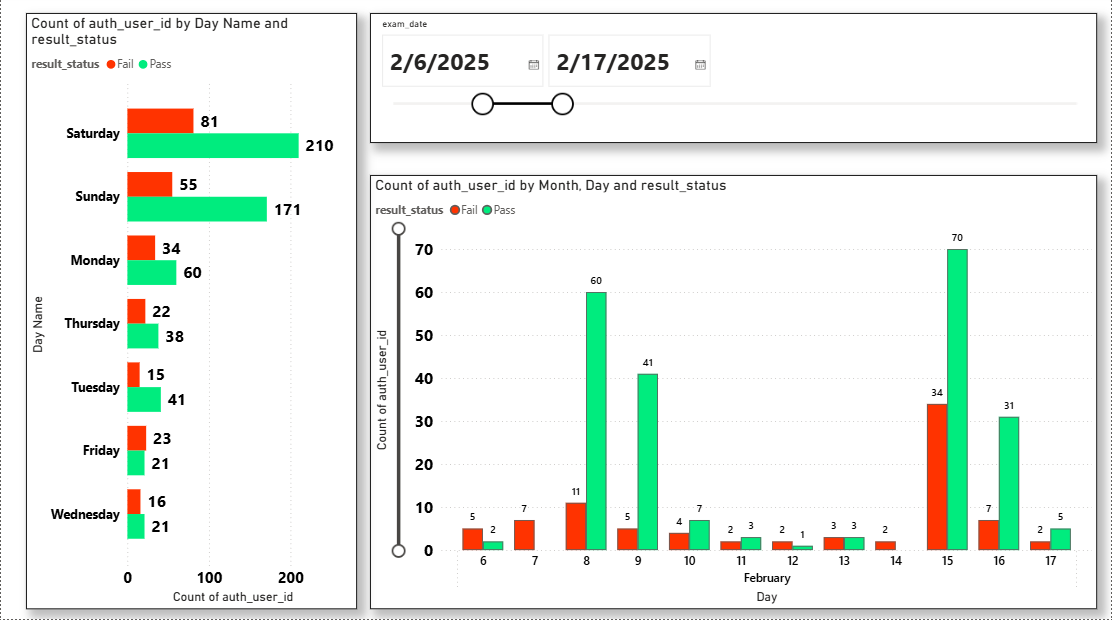 Count of auth_user_id by Day Name and
result_status
result_status Fail Pass
Day Name
Saturday 81
210
Sunday 55
171
Monday 34
60
Thursday 22
38
Tuesday 15
41
Friday 23
21
Wednesday 16
21
0 100 200
Count of auth_user_id
exam_date
2/6/2025 2/17/2025
Count of auth_user_id by Month, Day and result_status
result_status Fail Pass
Count of auth_user_id
70
60
50
40
30
20
10
0
5 2 7 11 60 5 41 4 7 2 3 2 1 3 3 2 34 70 7 31 2 5
6 7 8 9 10 11 12 13 14 15 16 17
February
Day